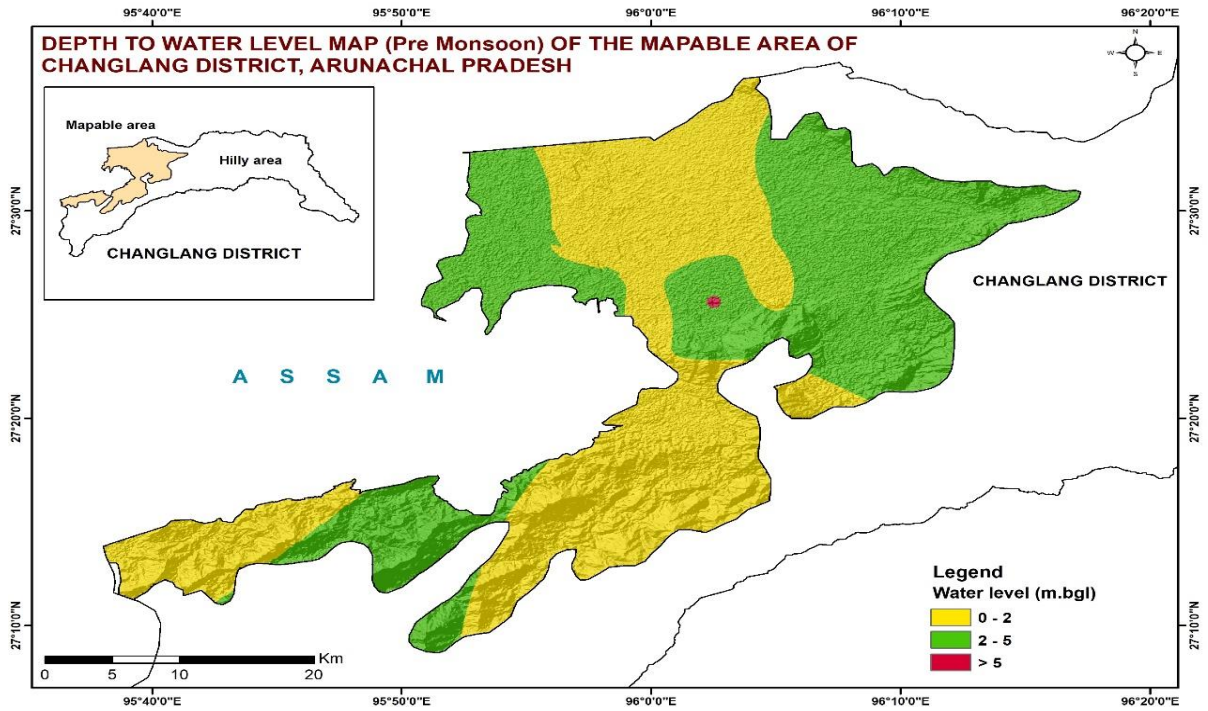 95°40'0"E 95°50'0"E 96°0'0"E 96°10'0"E 96°20'0"E
DEPTH TO WATER LEVEL MAP (Pre Monsoon) OF THE MAPABLE AREA OF
CHANGLANG DISTRICT, ARUNACHAL PRADESH
N
W E
S
Mapable area
Hilly area
CHANGLANG DISTRICT
27°30'0"N 27°30'0"N
CHANGLANG DISTRICT
A S S A M
27°20'0"N 27°20'0"N
Legend
Water level (m.bgl)
0 - 2
2 - 5
> 5
27°10'0"N 27°10'0"N
Km
0 5 10 20
95°40'0"E 95°50'0"E 96°0'0"E 96°10'0"E 96°20'0"E